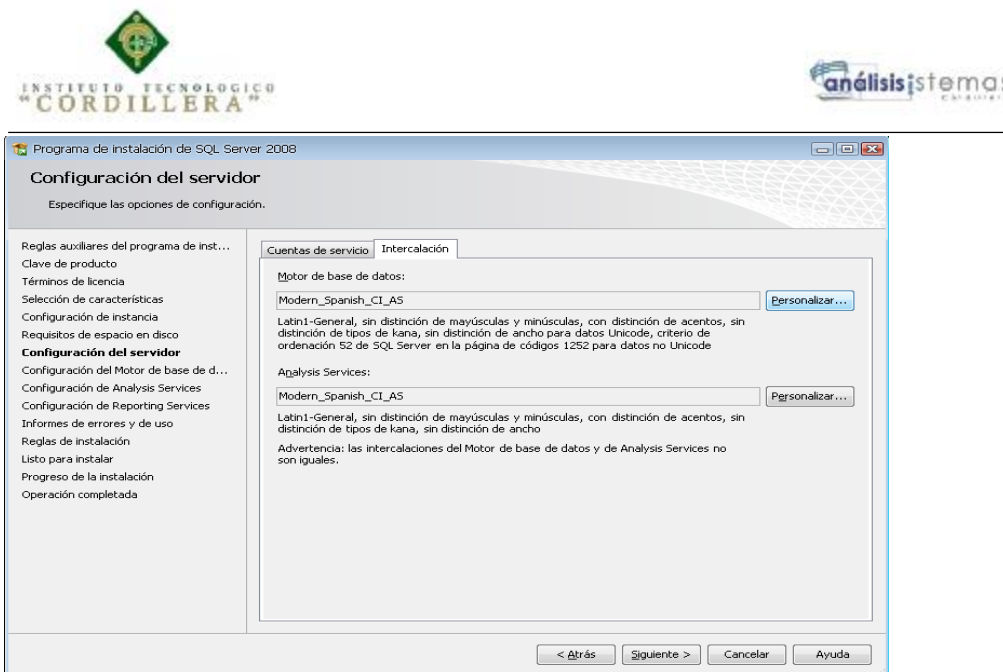 INSTITUTO TECNOLOGICO
"CORDILLERA"
análisis sistemas
Programa de instalación de SQL Server 2008
Configuración del servidor
Especifique las opciones de configuración.
Reglas auxiliares del programa de inst...
Clave de producto
Términos de licencia
Selección de características
Configuración de instancia
Requisitos de espacio en disco
Configuración del servidor
Configuración del Motor de base de d...
Configuración de Analysis Services
Configuración de Reporting Services
Informes de errores y de uso
Reglas de instalación
Listo para instalar
Progreso de la instalación
Operación completada
Cuentas de servicio
Intercalación
Motor de base de datos:
Modern_Spanish_CI_AS
Personalizar...
Latin1-General, sin distinción de mayúsculas y minúsculas, con distinción de acentos, sin
distinción de tipos de kana, sin distinción de ancho para datos Unicode, criterio de
ordenación 52 de SQL Server en la página de códigos 1252 para datos no Unicode
Analysis Services:
Modern_Spanish_CI_AS
Personalizar...
Latin1-General, sin distinción de mayúsculas y minúsculas, con distinción de acentos, sin
distinción de tipos de kana, sin distinción de ancho
Advertencia: las intercalaciones del Motor de base de datos y de Analysis Services no
son iguales.
< Atrás
Siguiente >
Cancelar
Ayuda